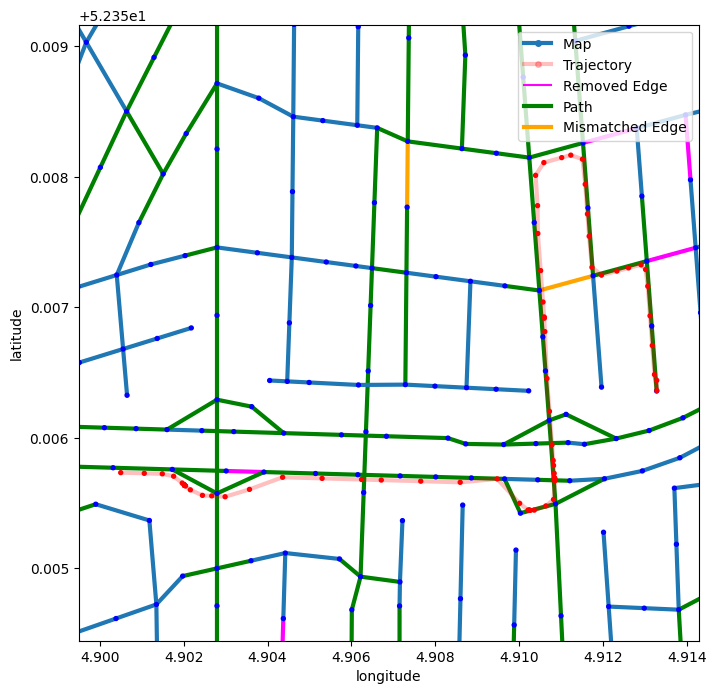 +5.235e1
0.009
0.008
0.007
0.006
0.005
latitude
Map
Trajectory
Removed Edge
Path
Mismatched Edge
4.900 4.902 4.904 4.906 4.908 4.910 4.912 4.914
longitude